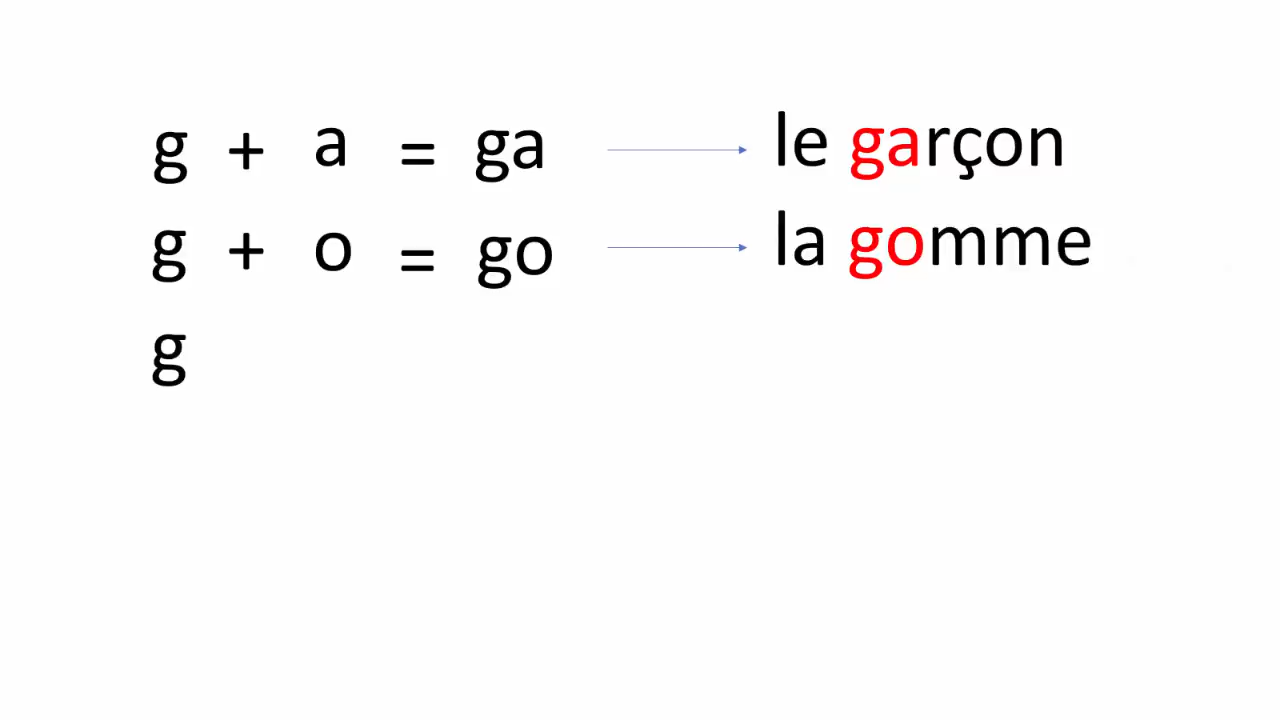 g + a = ga le garçon
g + o = go la gomme
g